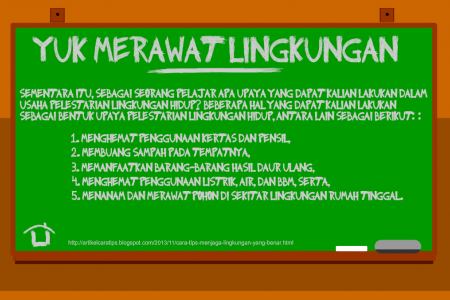 YUK MERAWAT LINGKUNGAN
SEMENTARA ITU, SEBAGAI SEORANG PELAJAR APA UPAYA YANG DAPAT KALIAN LAKUKAN DALAM
USAHA PELESTARIAN LINGKUNGAN HIDUP? BEBERAPA HAL YANG DAPAT KALIAN LAKUKAN
SEBAGAI BENTUK UPAYA PELESTARIAN LINGKUNGAN HIDUP, ANTARA LAIN SEBAGAI BERIKUT: :
1. MENGHEMAT PENGGUNAAN KERTAS DAN PENSIL,
2. MEMBUANG SAMPAH PADA TEMPATNYA,
3. MEMANFAATKAN BARANG-BARANG HASIL DAUR ULANG,
4. MENGHEMAT PENGGUNAAN LISTRIK, AIR, DAN BBM, SERTA,
5. MENANAM DAN MERAWAT POHON DI SEKITAR LINGKUNGAN RUMAH TINGGAL.
http://artikelcaratips.blogspot.com/2013/11/cara-tips-menjaga-lingkungan-yang-benar.html